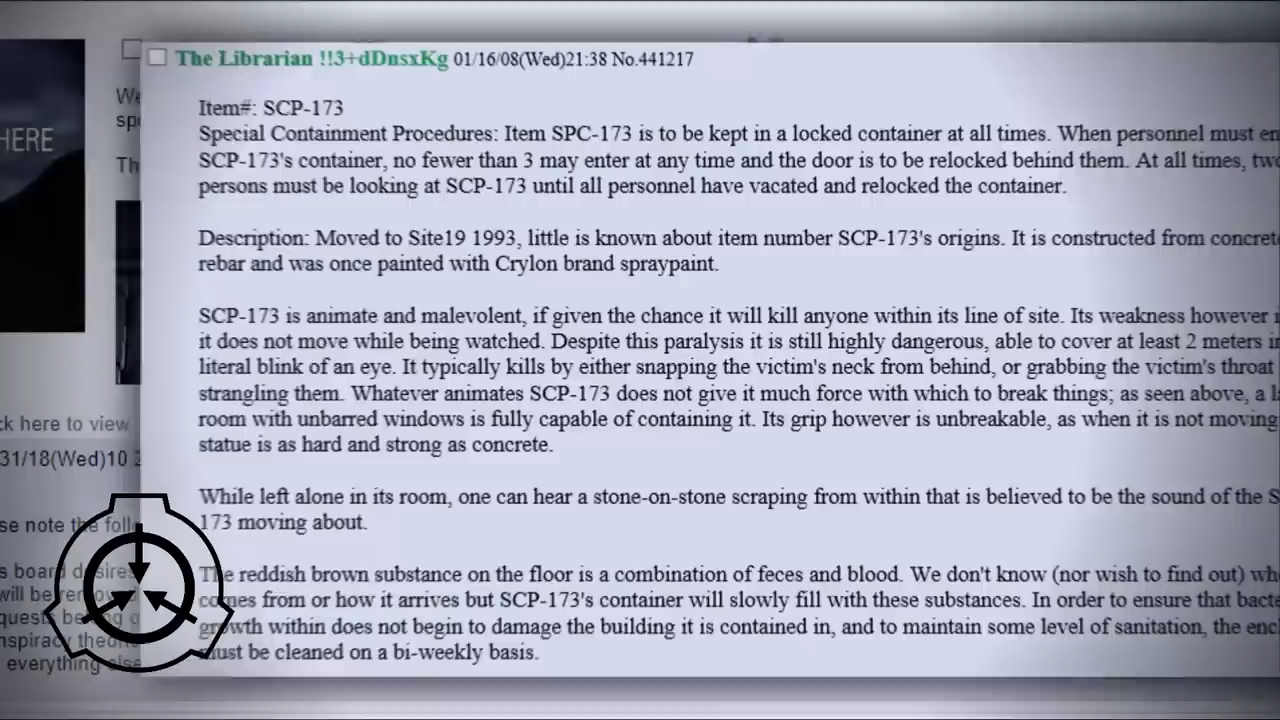 HERE
We
The Librarian !!3+dDnsxKg 01/16/08(Wed)21:38 No.441217
Item#: SCP-173
Special Containment Procedures: Item SPC-173 is to be kept in a locked container at all times. When personnel must
SCP-173's container, no fewer than 3 may enter at any time and the door is to be relocked behind them. At all times, two
persons must be looking at SCP-173 until all personnel have vacated and relocked the container.
Description: Moved to Site19 1993, little is known about item number SCP-173's origins. It is constructed from concrete
rebar and was once painted with Crylon brand spraypaint.
SCP-173 is animate and malevolent, if given the chance it will kill anyone within its line of site. Its weakness however
it does not move while being watched. Despite this paralysis it is still highly dangerous, able to cover at least 2 meters
literal blink of an eye. It typically kills by either snapping the victim's neck from behind, or grabbing the victim's throat
strangling them. Whatever animates SCP-173 does not give it much force with which to break things; as seen above, a
room with unbarred windows is fully capable of containing it. Its grip however is unbreakable, as when it is not moving
statue is as hard and strong as concrete.
ck here to view
31/18(Wed)10
While left alone in its room, one can hear a stone-on-stone scraping from within that is believed to be the sound of the
173 moving about.
se note the
The reddish brown substance on the floor is a combination of feces and blood. We don't know (nor wish to find out)
comes from or how it arrives but SCP-173's container will slowly fill with these substances. In order to ensure that
growth within does not begin to damage the building it is contained in, and to maintain some level of sanitation, the
must be cleaned on a bi-weekly basis.
s board
will be
everything else